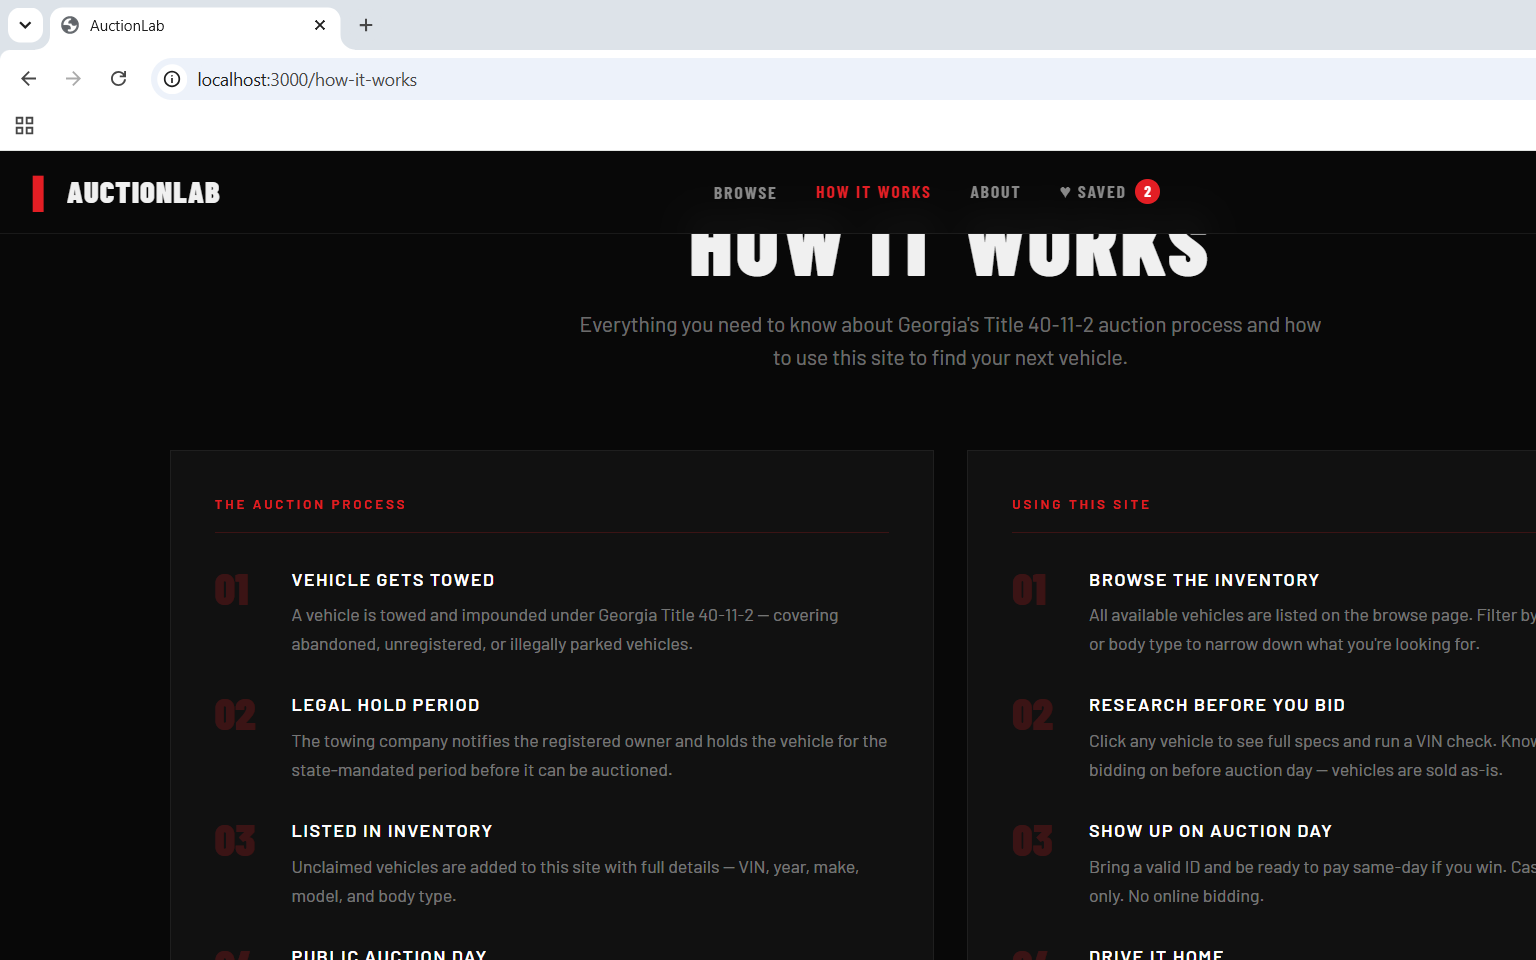 AuctionLab
localhost:3000/how-it-works
AUCTIONLAB
BROWSE
HOW IT WORKS
ABOUT
♥ SAVED 2
HOW IT WORKS
Everything you need to know about Georgia's Title 40-11-2 auction process and how
to use this site to find your next vehicle.
THE AUCTION PROCESS
01
VEHICLE GETS TOWED
A vehicle is towed and impounded under Georgia Title 40-11-2 — covering
abandoned, unregistered, or illegally parked vehicles.
02
LEGAL HOLD PERIOD
The towing company notifies the registered owner and holds the vehicle for the
state-mandated period before it can be auctioned.
03
LISTED IN INVENTORY
Unclaimed vehicles are added to this site with full details — VIN, year, make,
model, and body type.
PUBLIC AUCTION DAY
USING THIS SITE
01
BROWSE THE INVENTORY
All available vehicles are listed on the browse page. Filter by
or body type to narrow down what you're looking for.
02
RESEARCH BEFORE YOU BID
Click any vehicle to see full specs and run a VIN check. Know
bidding on before auction day — vehicles are sold as-is.
03
SHOW UP ON AUCTION DAY
Bring a valid ID and be ready to pay same-day if you win.
only. No online bidding.
DRIVE IT HOME